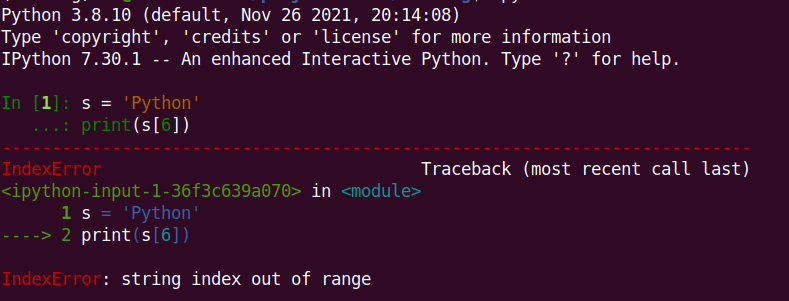 Python 3.8.10 (default, Nov 26 2021, 20:14:08)
Type 'copyright', 'credits' or 'license' for more information
IPython 7.30.1 -- An enhanced Interactive Python. Type '?' for help.
In [1]: s = 'Python'
   ...: print(s[6])
---------------------------------------------------------------------------
IndexError                                Traceback (most recent call last)
<ipython-input-1-36f3c639a070> in <module>
      1 s = 'Python'
----> 2 print(s[6])
IndexError: string index out of range